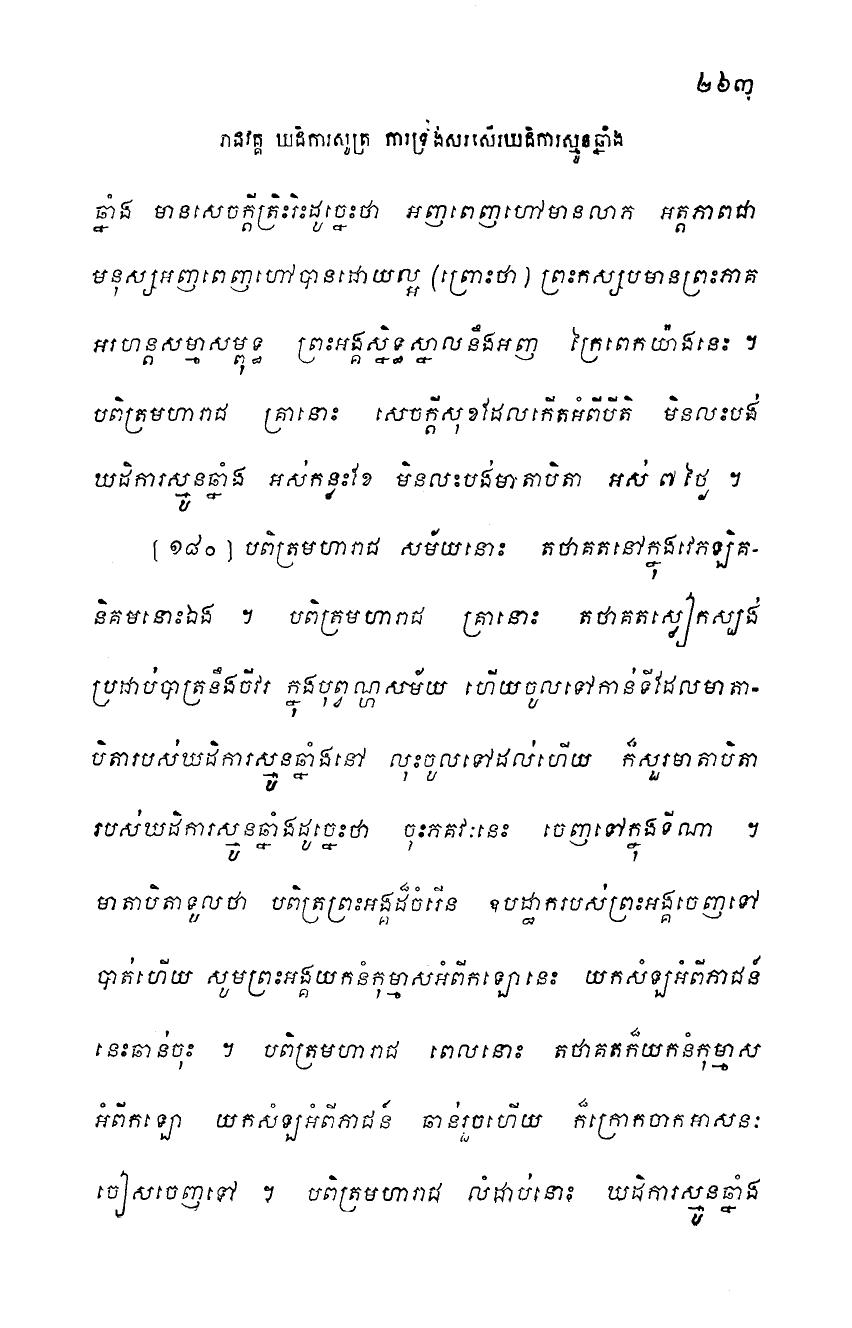 ២៦៣
រាជវគ្គ ឃដិការសូត្រ ការទ្រង់សរសើរឃដិការស្មូនឆ្នាំង
ឆ្នាំង មានសេចក្តីត្រិះរិះដូច្នេះថា អញពេញហៅមានលាភ អត្តភាពជា
មនុស្សអញពេញហៅបានដោយល្អ (ព្រោះថា) ព្រះកស្សបមានព្រះភាគ
អរហន្តសម្មាសម្ពុទ្ធ ព្រះអង្គស្និទ្ធស្នាលនឹងអញ ក្រៃពេកយ៉ាងនេះ ។
បពិត្រមហារាជ គ្រានោះ សេចក្តីសុខដែលកើតអំពីបីតិ មិនលះបង់
ឃដិការស្មូនឆ្នាំង អស់កន្លះខែ មិនលះបង់មាតាបិតា អស់ ៧ ថ្ងៃ ។
[១៨០] បពិត្រមហារាជ សម័យនោះ តថាគតនៅក្នុងវេភឡិគ-
និគមនោះឯង ។ បពិត្រមហារាជ គ្រានោះ តថាគតស្លៀកស្បង់
ប្រដាប់បាត្រនឹងចីវរ ក្នុងបុព្វណ្ហសម័យ ហើយចូលទៅកាន់ទីដែលមាតា-
បិតារបស់ឃដិការស្មូនឆ្នាំងនៅ លុះចូលទៅដល់ហើយ ក៏សួរមាតាបិតា
របស់ឃដិការស្មូនឆ្នាំងដូច្នេះថា ចុះភគវៈនេះ ចេញទៅក្នុងទីណា ។
មាតាបិតាទូលថា បពិត្រព្រះអង្គដ៏ចំរើន ឧបដ្ឋាករបស់ព្រះអង្គចេញទៅ
បាត់ហើយ សូមព្រះអង្គយកនំកុម្មាសអំពីកឡោនេះ យកសំឡអំពីភាជន៍
នេះឆាន់ចុះ ។ បពិត្រមហារាជ ពេលនោះ តថាគតក៏យកនំកុម្មាស
អំពីកឡោ យកសំឡអំពីភាជន៍ ឆាន់រួចហើយ ក៏ក្រោកចាកអាសនៈ
ចៀសចេញទៅ ។ បពិត្រមហារាជ លំដាប់នោះ ឃដិការស្មូនឆ្នាំង